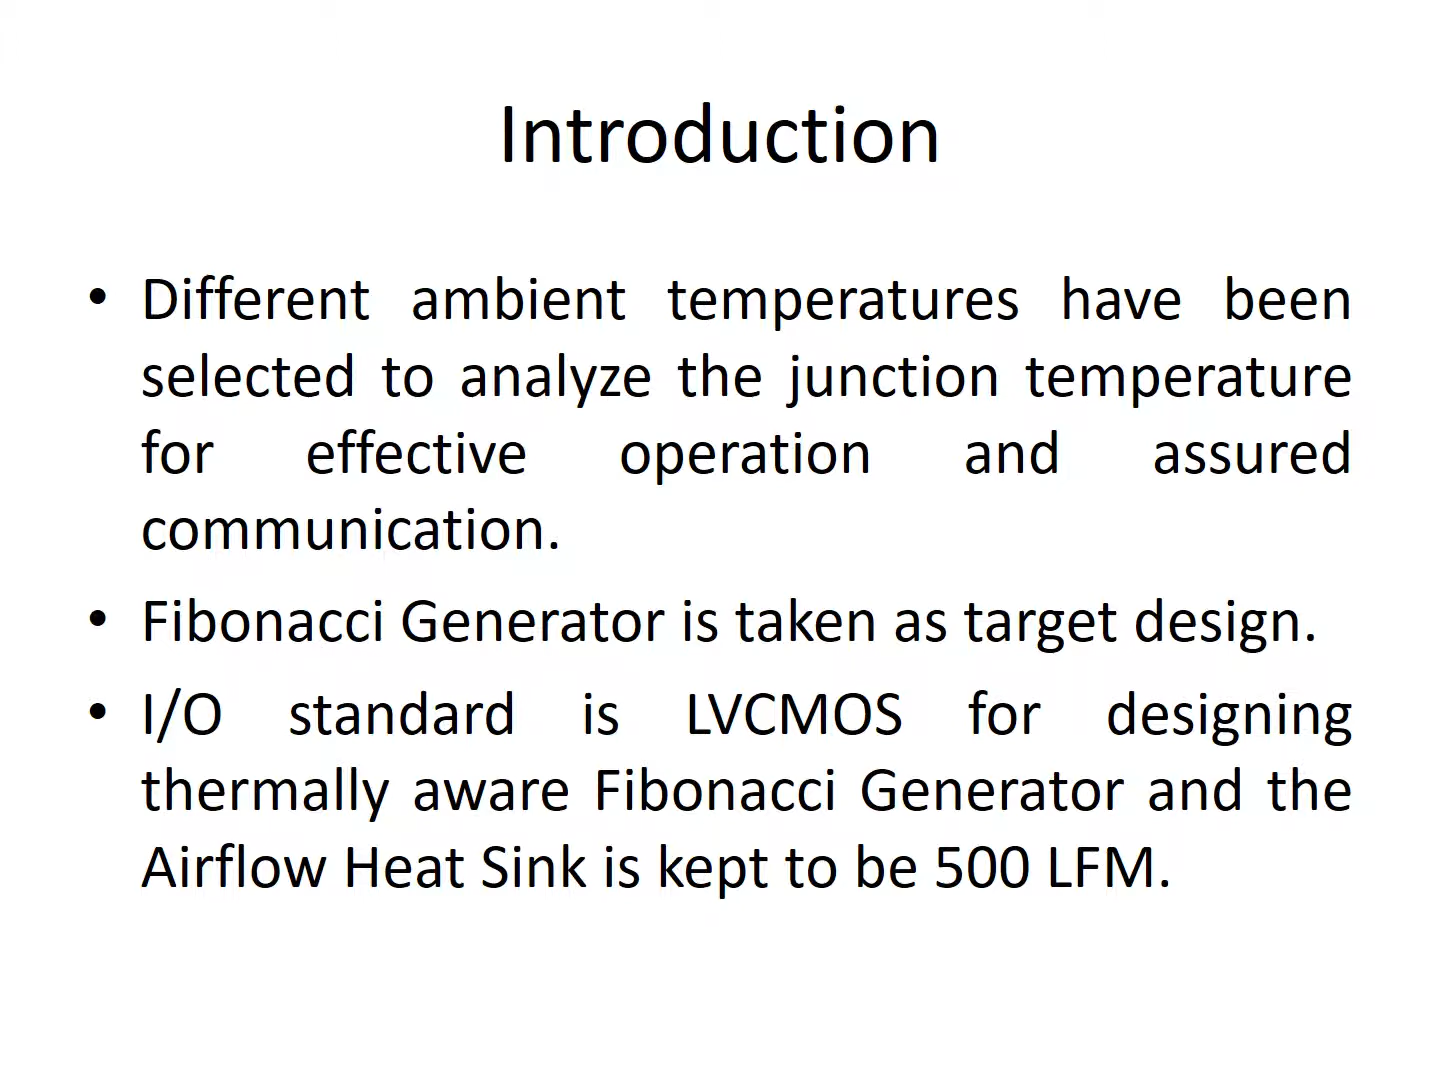 Introduction
• Different ambient temperatures have been
selected to analyze the junction temperature
for effective operation and assured
communication.
• Fibonacci Generator is taken as target design.
• I/O standard is LVCMOS for designing
thermally aware Fibonacci Generator and the
Airflow Heat Sink is kept to be 500 LFM.